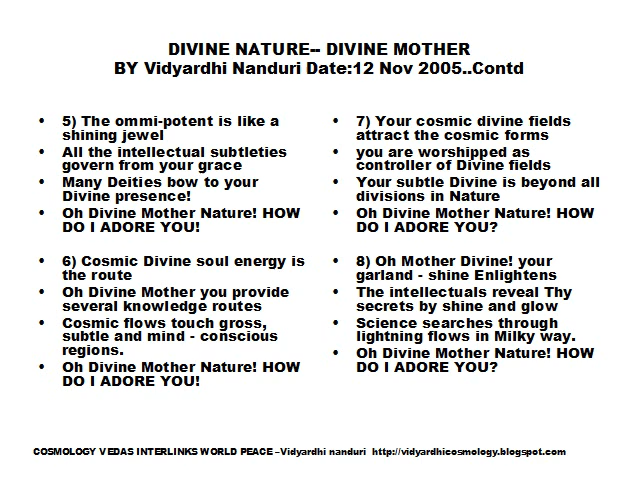 DIVINE NATURE-- DIVINE MOTHER
BY Vidyardhi Nanduri Date:12 Nov 2005..Contd
• 5) The ommi-potent is like a
shining jewel
• All the intellectual subtleties
govern from your grace
• Many Deities bow to your
Divine presence!
• Oh Divine Mother Nature! HOW
DO I ADORE YOU!
• 6) Cosmic Divine soul energy is
the route
• Oh Divine Mother you provide
several knowledge routes
• Cosmic flows touch gross,
subtle and mind - conscious
regions.
• Oh Divine Mother Nature! HOW
DO I ADORE YOU!
• 7) Your cosmic divine fields
attract the cosmic forms
• you are worshipped as
controller of Divine fields
• Your subtle Divine is beyond all
divisions in Nature
• Oh Divine Mother Nature! HOW
DO I ADORE YOU?
• 8) Oh Mother Divine! your
garland - shine Enlightens
• The intellectuals reveal Thy
secrets by shine and glow
• Science searches through
lightning flows in Milky way.
• Oh Divine Mother Nature! HOW
DO I ADORE YOU?
COSMOLOGY VEDAS INTERLINKS WORLD PEACE –Vidyardhi nanduri http://vidyardhicosmology.blogspot.com